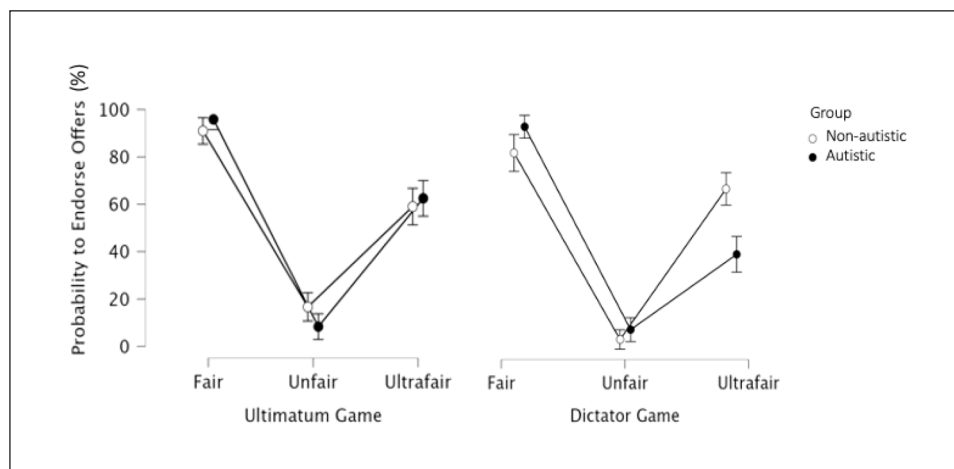 Probability to Endorse Offers (%)
100
80
60
40
20
0
Fair
Unfair
Ultrafair
Ultimatum Game
Fair
Unfair
Ultrafair
Dictator Game
Group
Non-autistic
Autistic